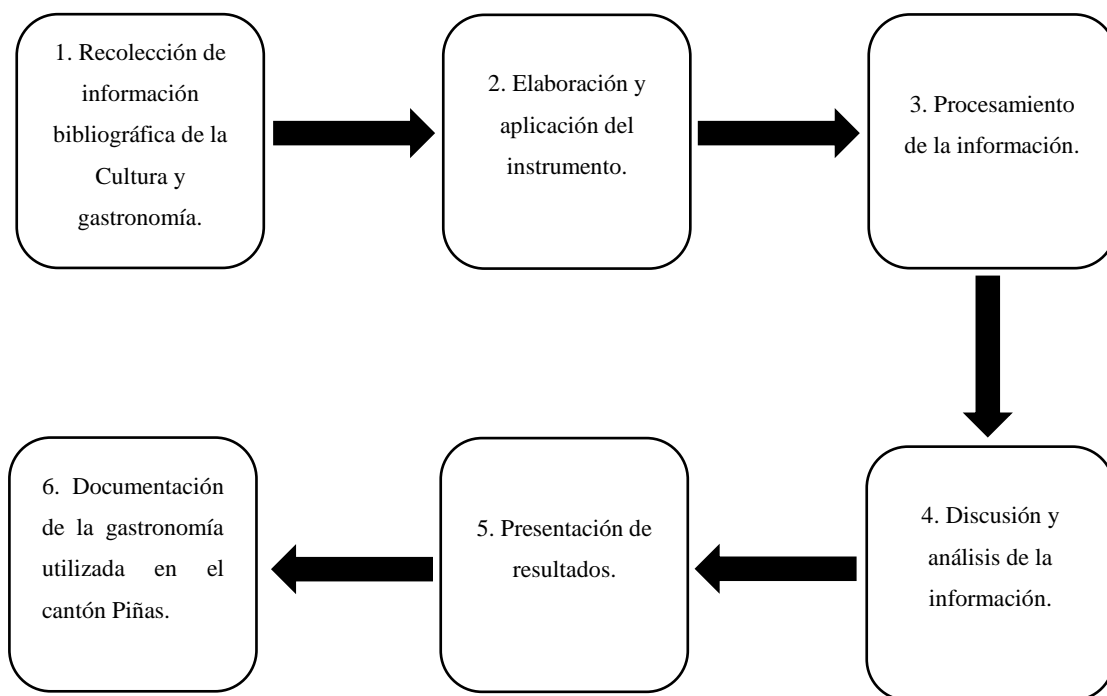 1. Recolección de
información
bibliográfica de la
Cultura y
gastronomía.
2. Elaboración y
aplicación del
instrumento.
3. Procesamiento
de la información.
4. Discusión y
análisis de la
información.
5. Presentación de
resultados.
6. Documentación
de la gastronomía
utilizada en el
cantón Piñas.